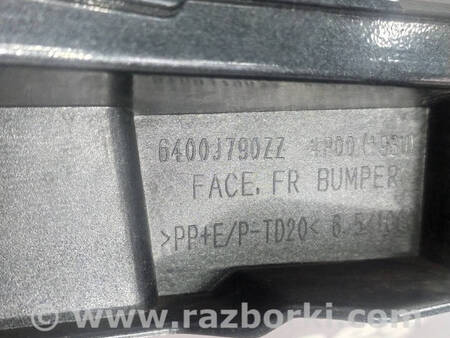 6400J790ZZ
FACE, FR BUMPER
>PP+E/P-TD20<
© www.razborki.com